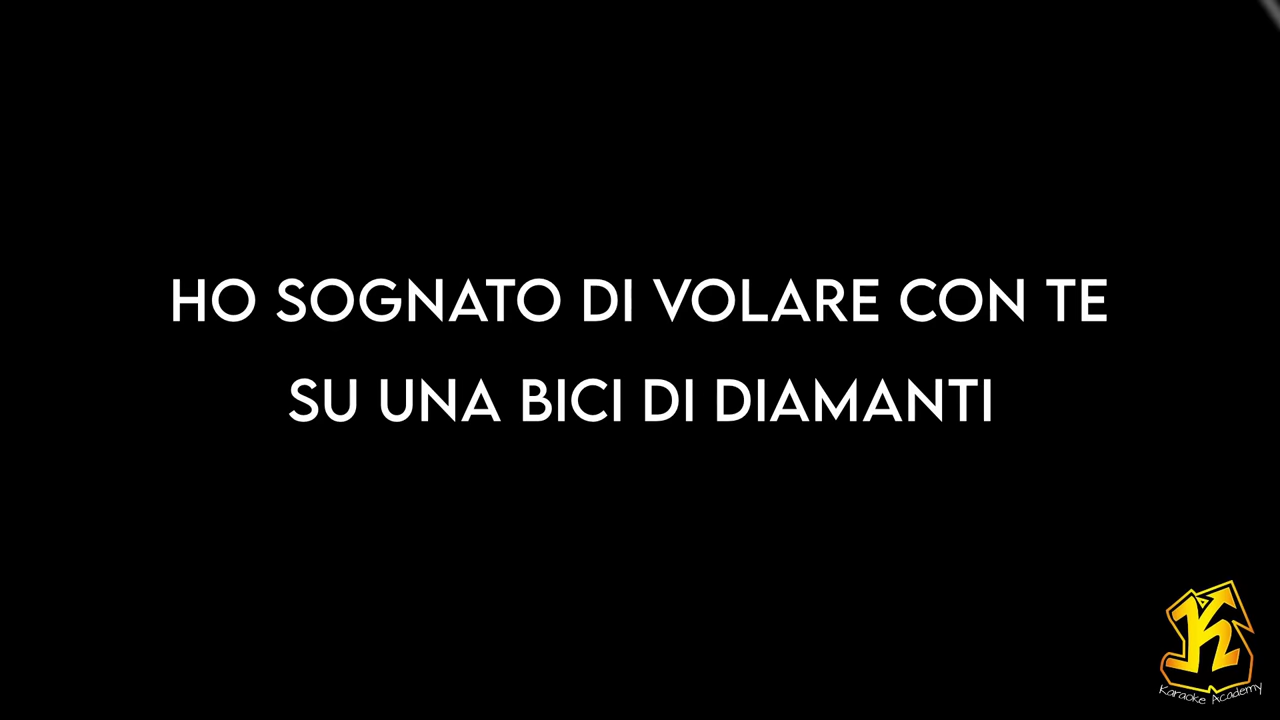 HO SOGNATO DI VOLARE CON TE
SU UNA BICI DI DIAMANTI
K
Karaoke Academy